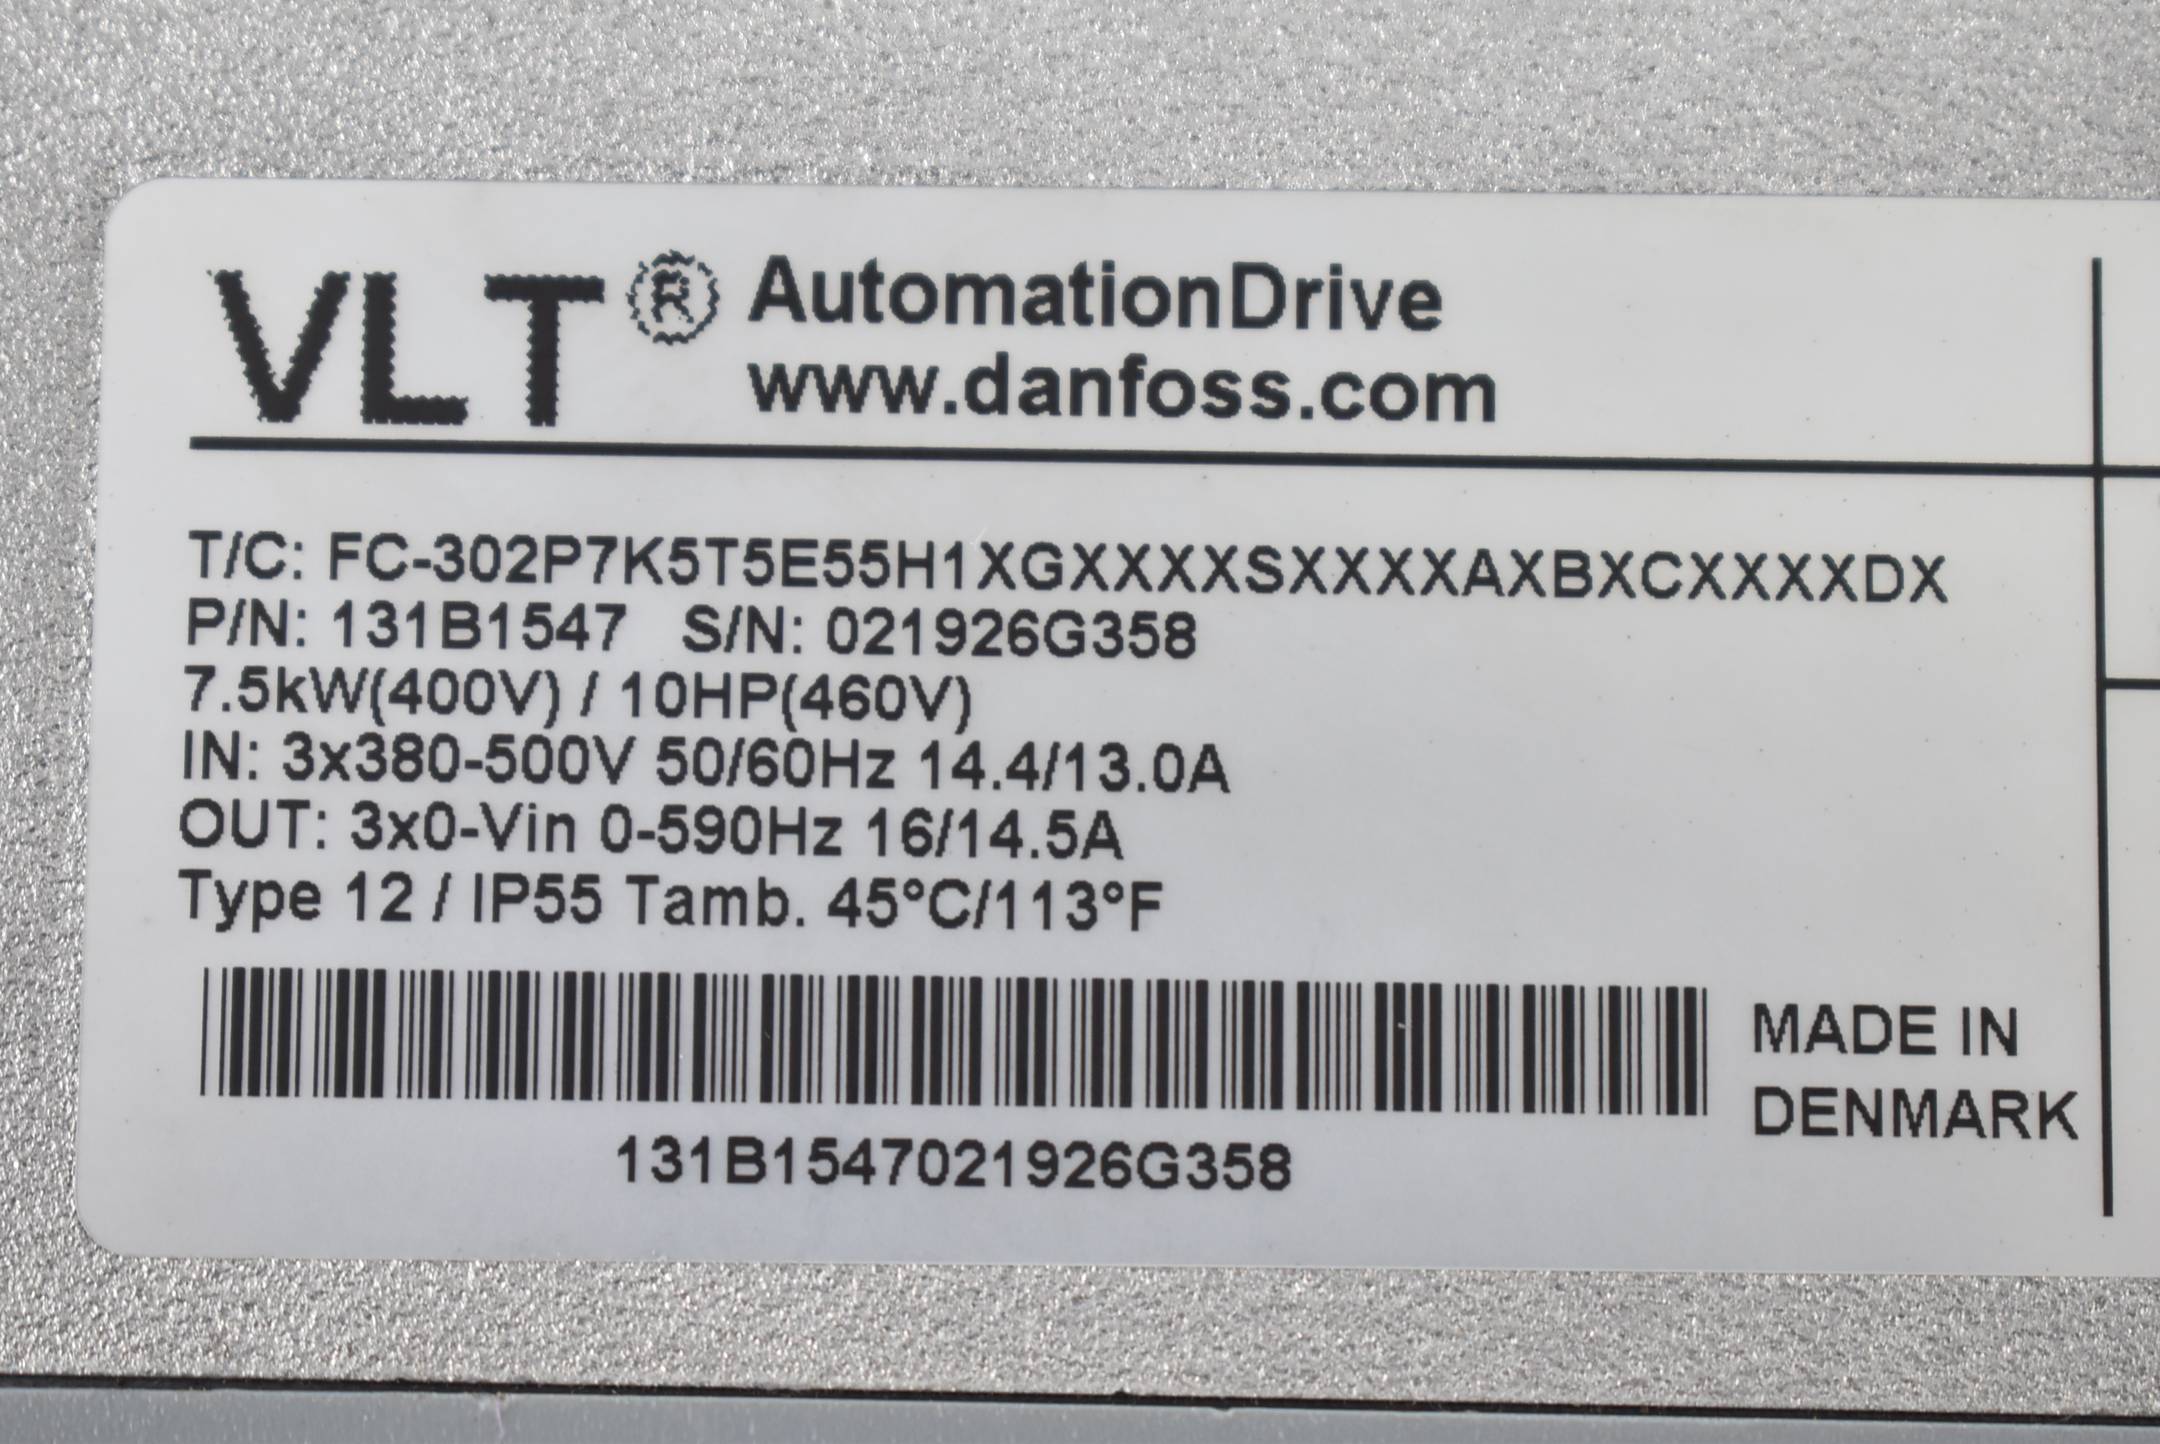 VLT® AutomationDrive
www.danfoss.com
T/C: FC-302P7K5T5E55H1XGXXXXSXXXXAXBXCXXXXDX
P/N: 131B1547 S/N: 021926G358
7.5kW(400V) / 10HP(460V)
IN: 3x380-500V 50/60Hz 14.4/13.0A
OUT: 3x0-Vin 0-590Hz 16/14.5A
Type 12 / IP55 Tamb. 45°C/113°F
MADE IN
DENMARK
131B1547021926G358